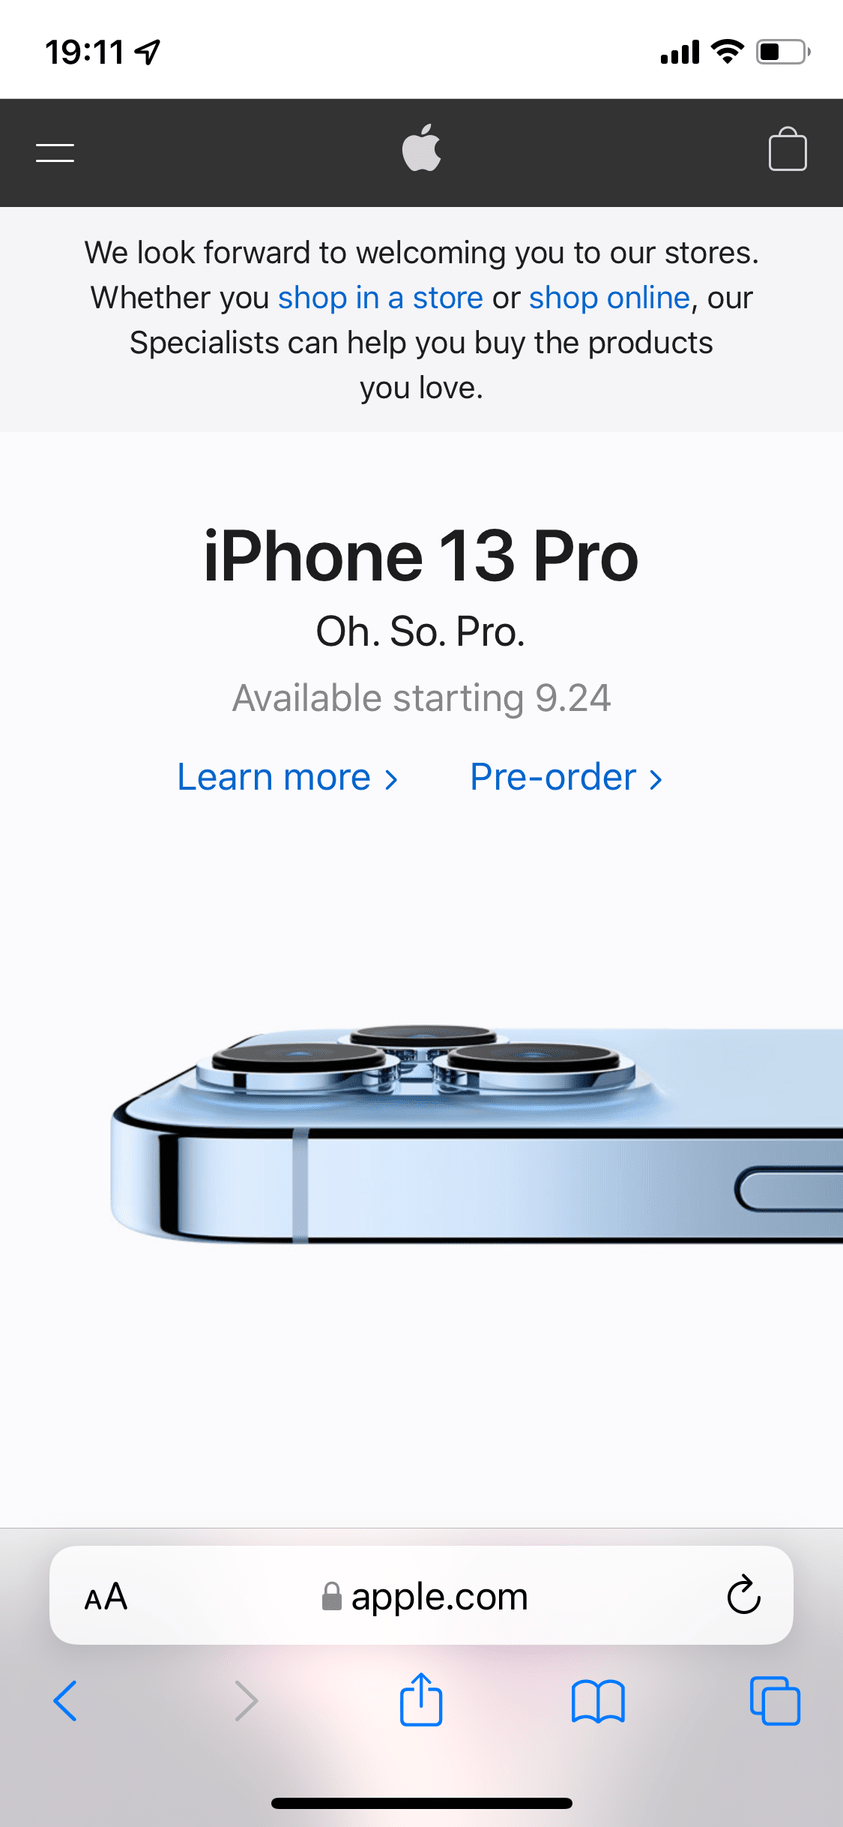 19:11
We look forward to welcoming you to our stores.
Whether you shop in a store or shop online, our
Specialists can help you buy the products
you love.
iPhone 13 Pro
Oh. So. Pro.
Available starting 9.24
Learn more > Pre-order >
AA apple.com